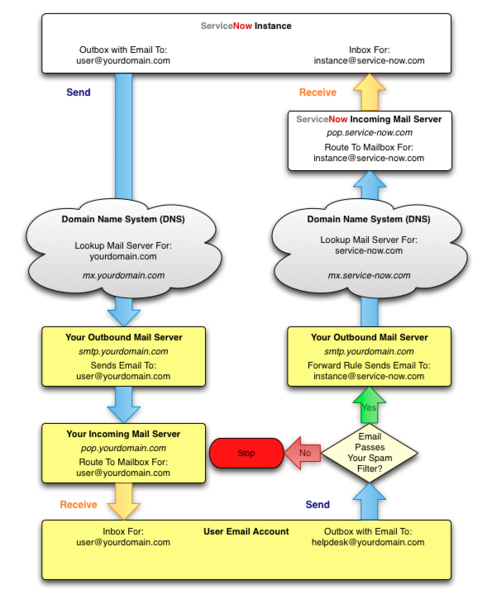 ServiceNow Instance
Outbox with Email To:
user@yourdomain.com
Inbox For:
instance@service-now.com
Send
Receive
ServiceNow Incoming Mail Server
pop.service-now.com
Route To Mailbox For:
instance@service-now.com
Domain Name System (DNS)
Lookup Mail Server For:
yourdomain.com
mx.yourdomain.com
Domain Name System (DNS)
Lookup Mail Server For:
service-now.com
mx.service-now.com
Your Outbound Mail Server
smtp.yourdomain.com
Sends Email To:
user@yourdomain.com
Your Outbound Mail Server
smtp.yourdomain.com
Forward Rule Sends Email To:
instance@service-now.com
Yes
Your Incoming Mail Server
pop.yourdomain.com
Route To Mailbox For:
user@yourdomain.com
Stop
No
Email
Passes
Your Spam
Filter?
Receive
Send
Inbox For:
user@yourdomain.com
User Email Account
Outbox with Email To:
helpdesk@yourdomain.com